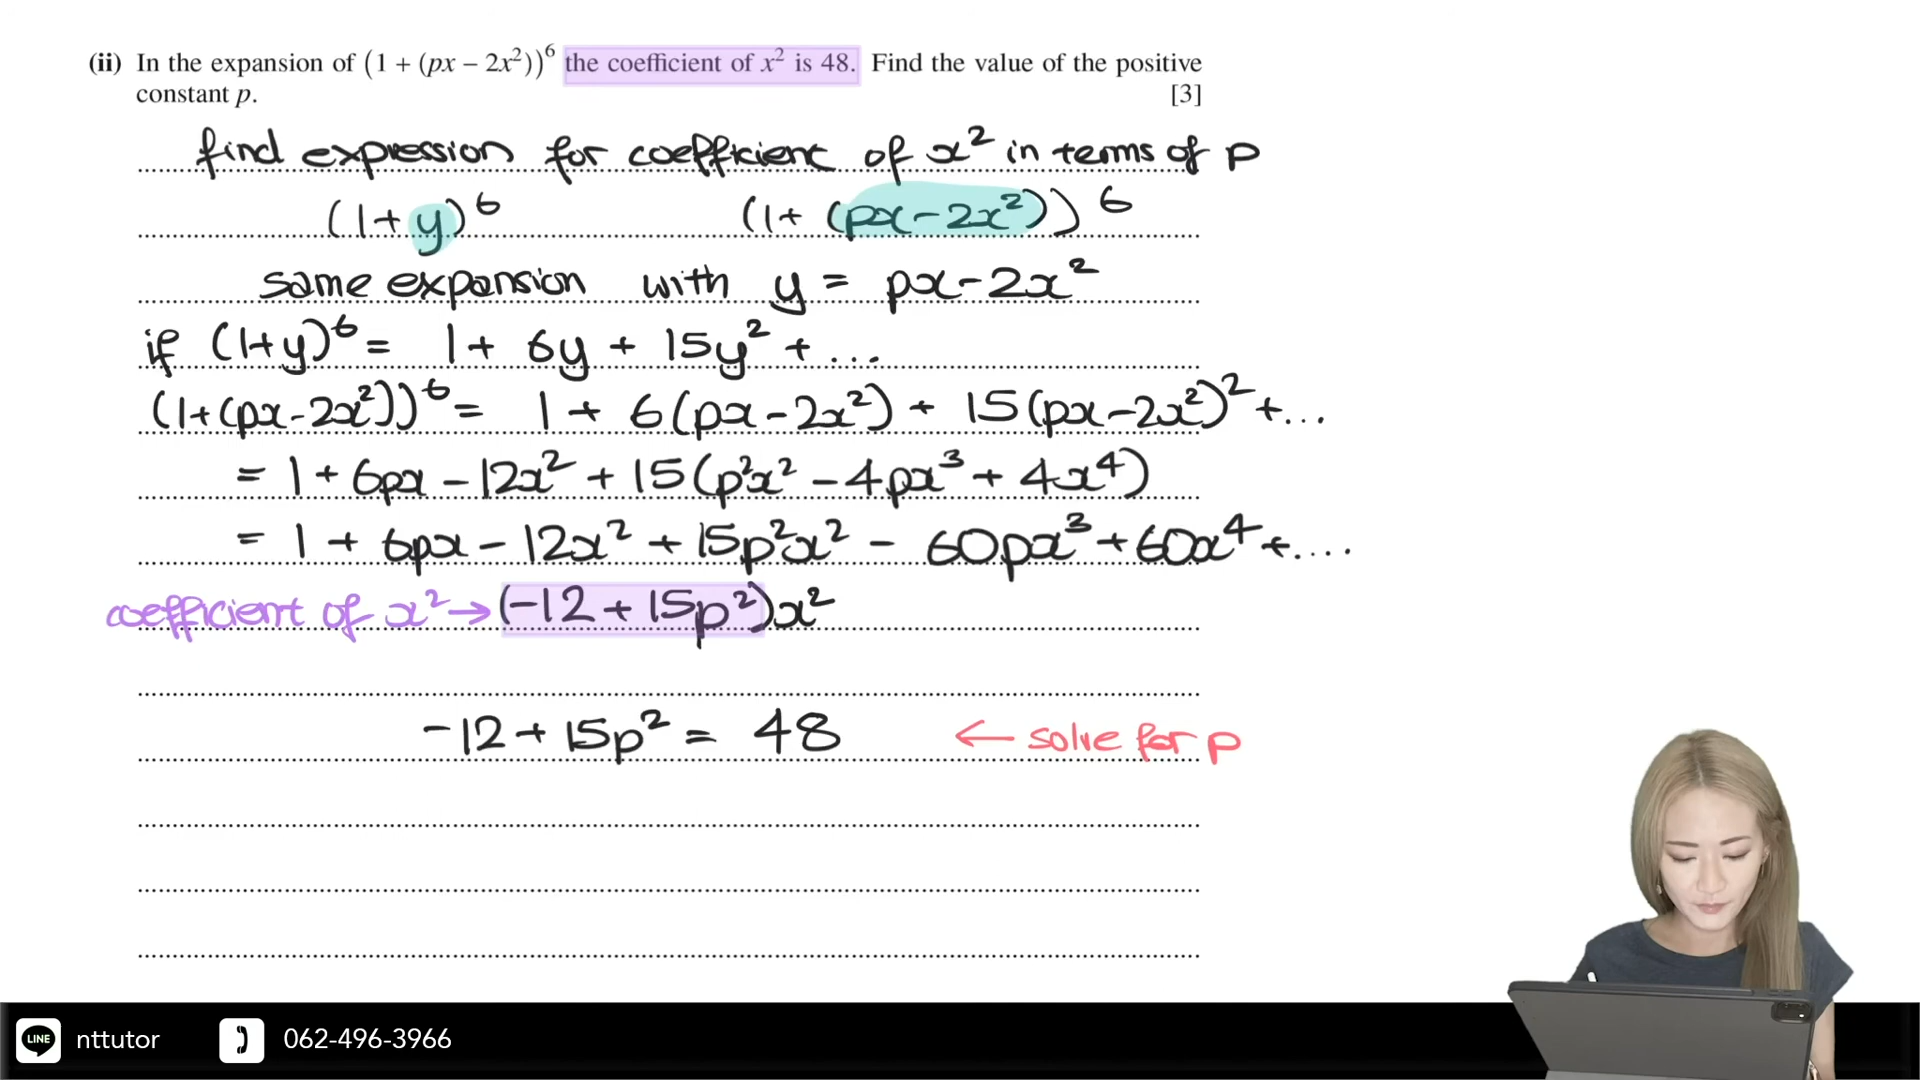 (ii) In the expansion of (1 + (px − 2x²))⁶ the coefficient of x² is 48. Find the value of the positive
constant p. [3]
find expression for coefficient of x² in terms of p
(1+y)⁶ (1+ (px−2x²))⁶
same expansion with y = px−2x²
if (1+y)⁶ = 1 + 6y + 15y² + ...
(1+(px−2x²))⁶ = 1 + 6(px−2x²) + 15(px−2x²)² + ...
= 1 + 6px − 12x² + 15(p²x² − 4px³ + 4x⁴)
= 1 + 6px − 12x² + 15p²x² − 60px³ + 60x⁴ + ....
coefficient of x² → (−12 + 15p²)x²
−12 + 15p² = 48 ← solve for p
LINE nttutor 062-496-3966